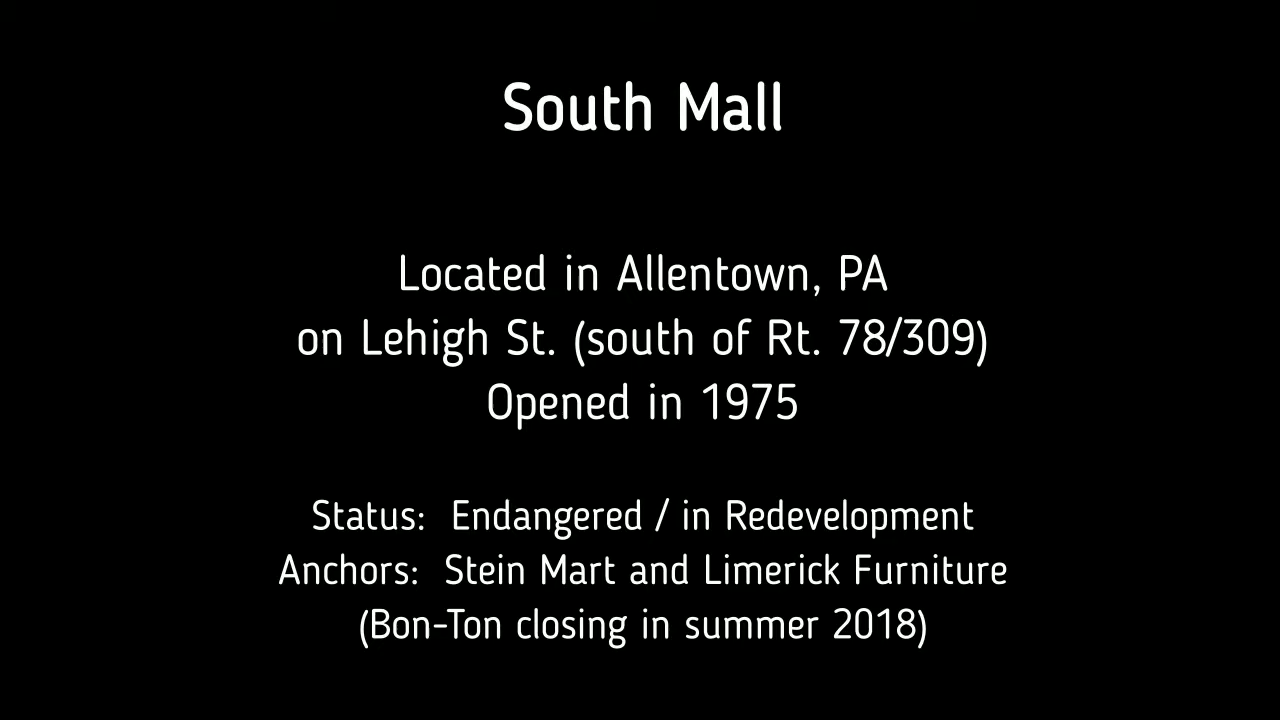 South Mall
Located in Allentown, PA
on Lehigh St. (south of Rt. 78/309)
Opened in 1975
Status: Endangered / in Redevelopment
Anchors: Stein Mart and Limerick Furniture
(Bon-Ton closing in summer 2018)